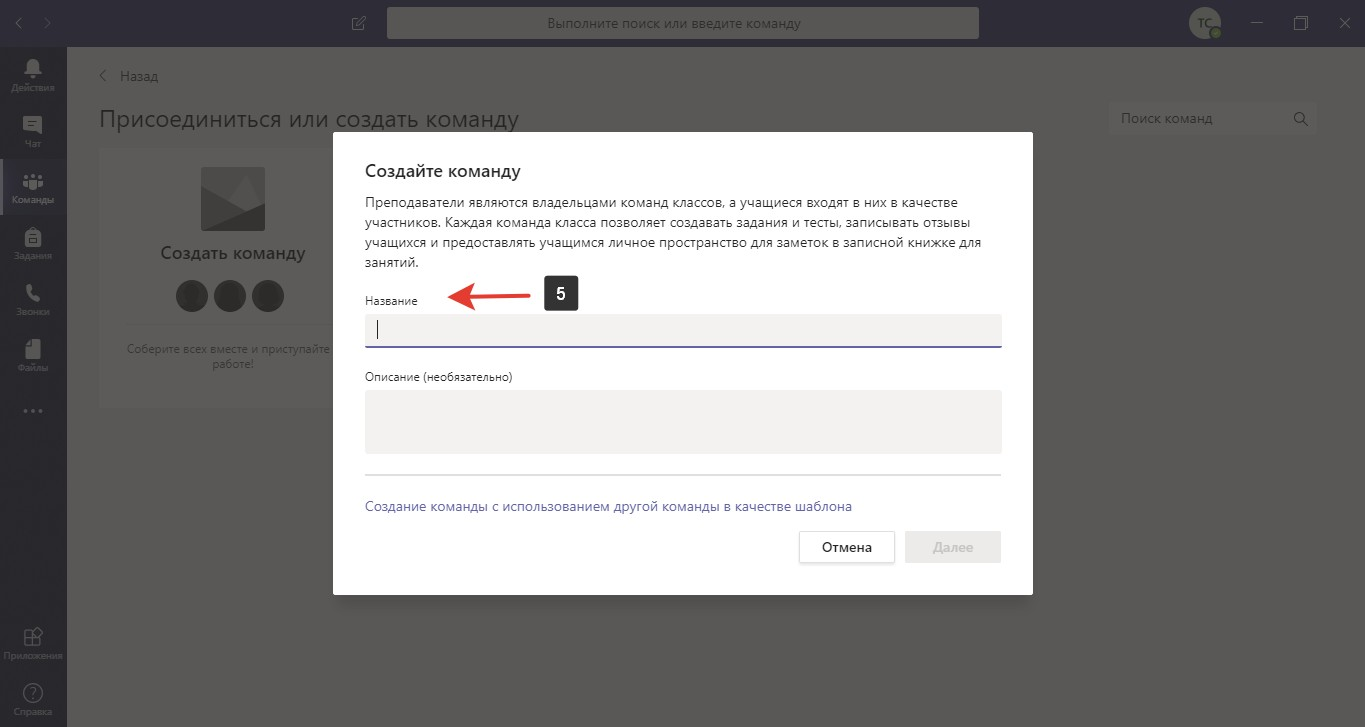 Выполните поиск или введите команду
ТС
Действия
Чат
Команды
Задания
Звонки
Файлы
Приложения
Справка
Назад
Присоединиться или создать команду
Поиск команд
Создать команду
Соберите всех вместе и приступайте
работе!
Создайте команду
Преподаватели являются владельцами команд классов, а учащиеся входят в них в качестве
участников. Каждая команда класса позволяет создавать задания и тесты, записывать отзывы
учащихся и предоставлять учащимся личное пространство для заметок в записной книжке для
занятий.
Название
5
Описание (необязательно)
Создание команды с использованием другой команды в качестве шаблона
Отмена
Далее